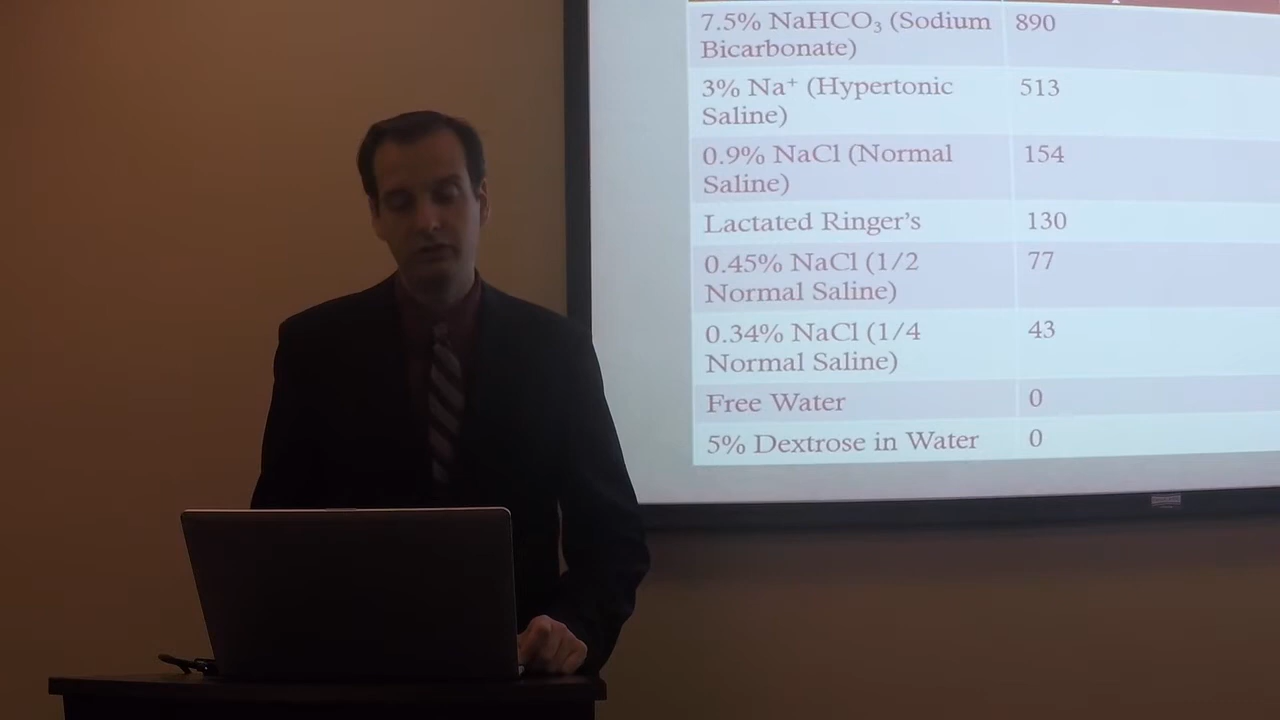 7.5% NaHCO₃ (Sodium Bicarbonate) 890
3% Na⁺ (Hypertonic Saline) 513
0.9% NaCl (Normal Saline) 154
Lactated Ringer's 130
0.45% NaCl (1/2 Normal Saline) 77
0.34% NaCl (1/4 Normal Saline) 43
Free Water 0
5% Dextrose in Water 0